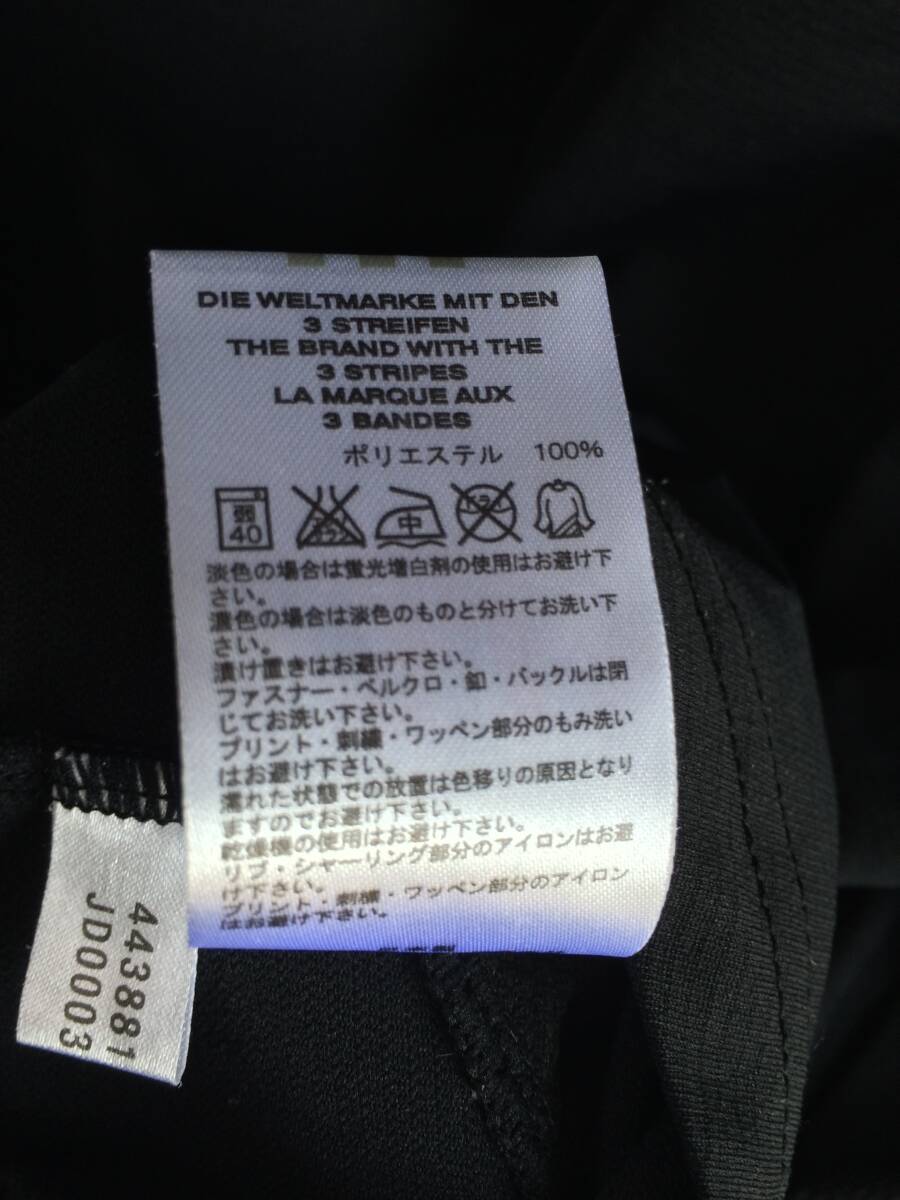 DIE WELTMARKE MIT DEN
3 STREIFEN
THE BRAND WITH THE
3 STRIPES
LA MARQUE AUX
3 BANDES
ポリエステル 100%
弱
40
中
淡色の場合は蛍光増白剤の使用はお避け下
さい。
濃色の場合は淡色のものと分けてお洗い下
さい。
漬け置きはお避け下さい。
ファスナー・ベルクロ・釦・バックルは閉
じてお洗い下さい。
プリント・刺繍・ワッペン部分のもみ洗い
はお避け下さい。
濡れた状態での放置は色移りの原因となり
ますのでお避け下さい。
乾燥機の使用はお避け下さい。
リブ・シャーリング部分のアイロンはお避
け下さい。
プリント・刺繍・ワッペン部分のアイロン
はお避け下さい。
443881
JD0003